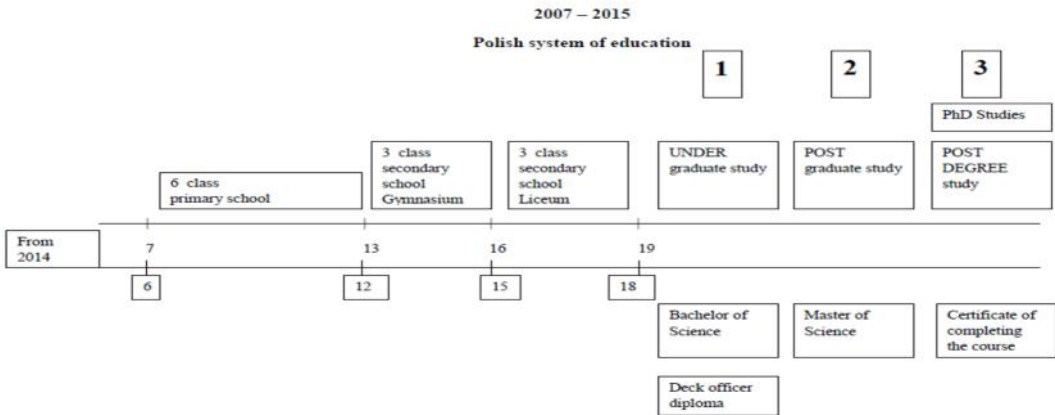 2007 – 2015
Polish system of education
1
2
3
PhD Studies
6 class
primary school
3 class
secondary
school
Gymnasium
3 class
secondary
school
Liceum
UNDER
graduate study
POST
graduate study
POST
DEGREE
study
From
2014
7
13
16
19
6
12
15
18
Bachelor of
Science
Master of
Science
Certificate of
completing
the course
Deck officer
diploma